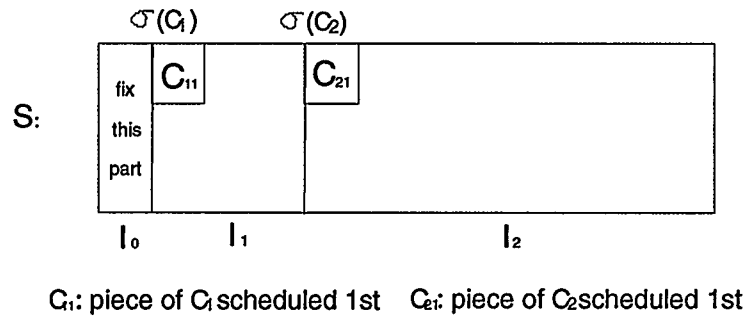 σ(C₁) σ(C₂)
S:
fix
this
part
C₁₁
C₂₁
I₀ I₁ I₂
C₁₁: piece of C₁ scheduled 1st C₂₁: piece of C₂ scheduled 1st